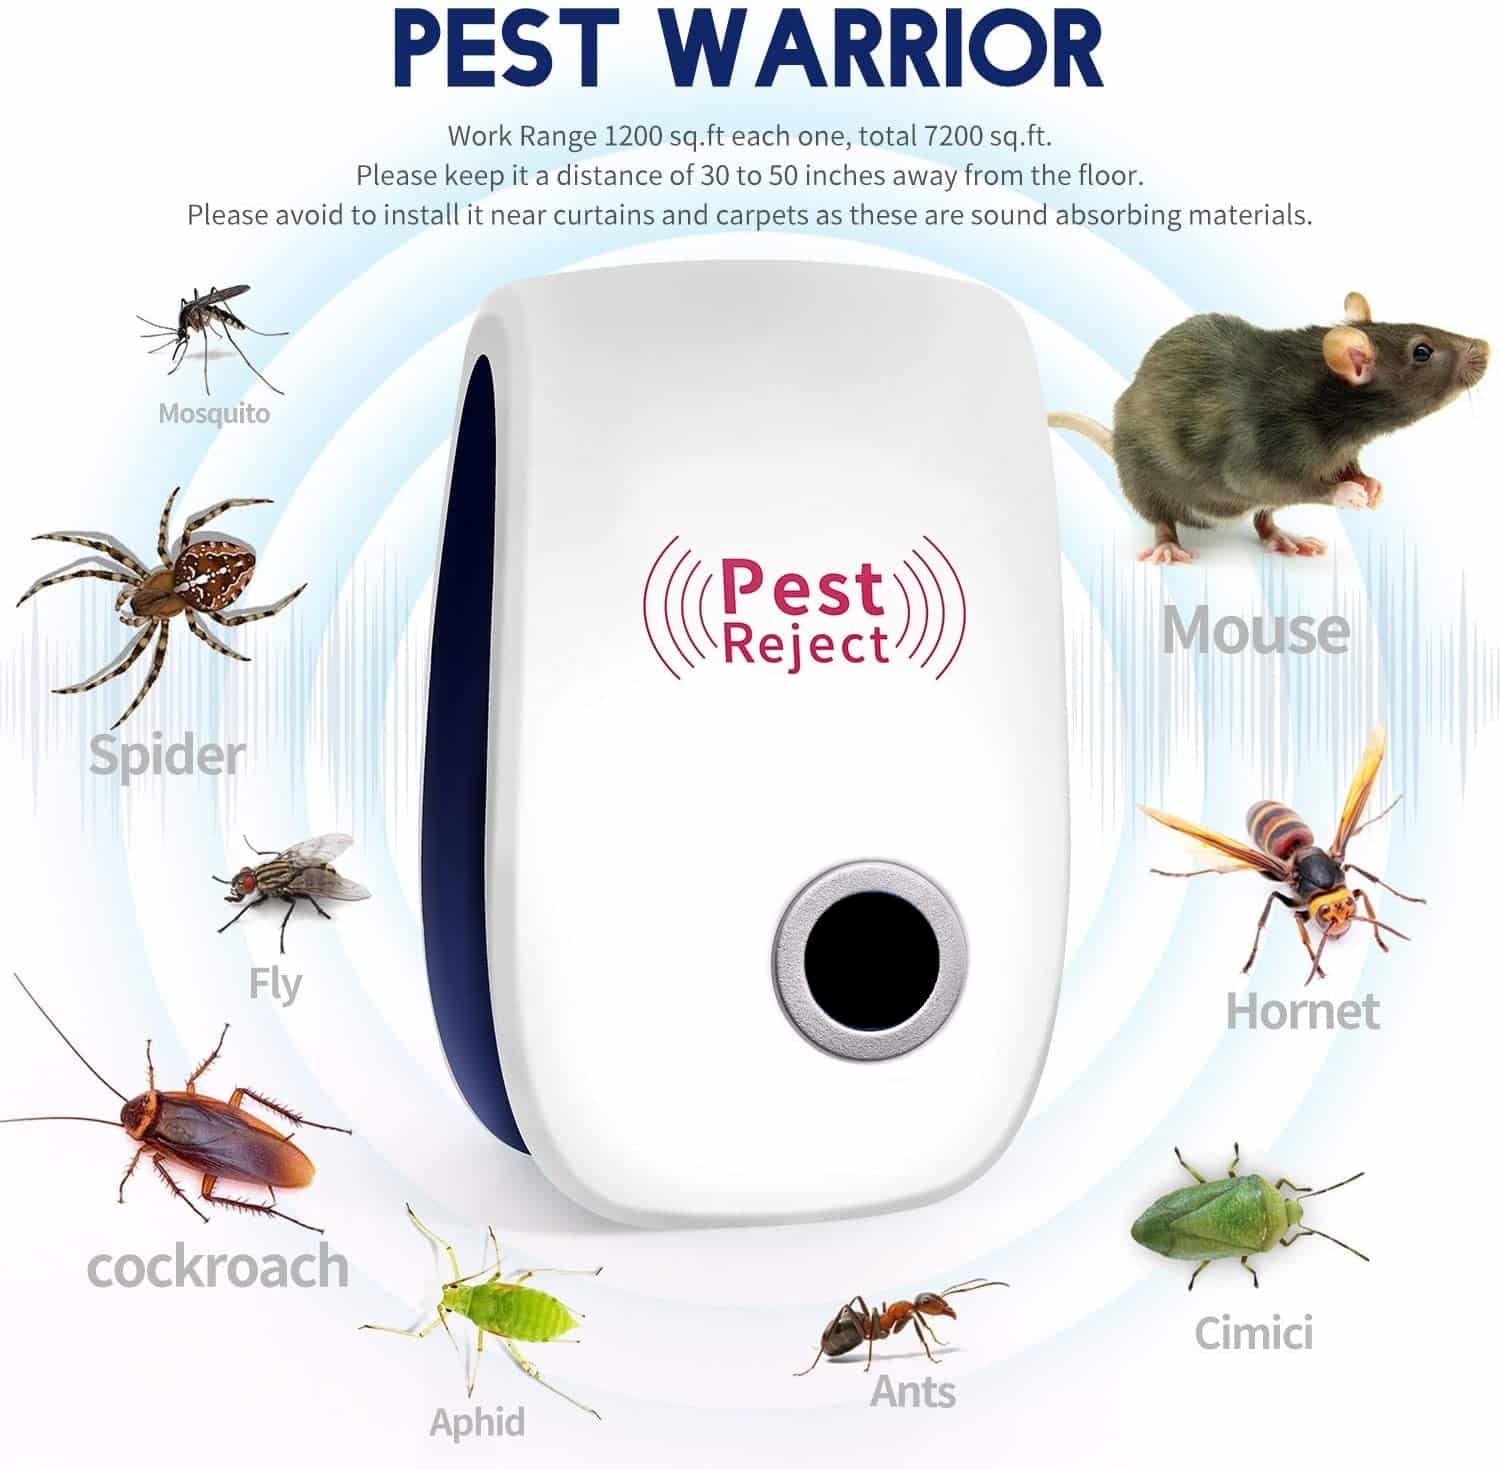 PEST WARRIOR
Work Range 1200 sq.ft each one, total 7200 sq.ft.
Please keep it a distance of 30 to 50 inches away from the floor.
Please avoid to install it near curtains and carpets as these are sound absorbing materials.
Mosquito
Pest
Reject
Mouse
Spider
Fly
Hornet
cockroach
Cimici
Ants
Aphid